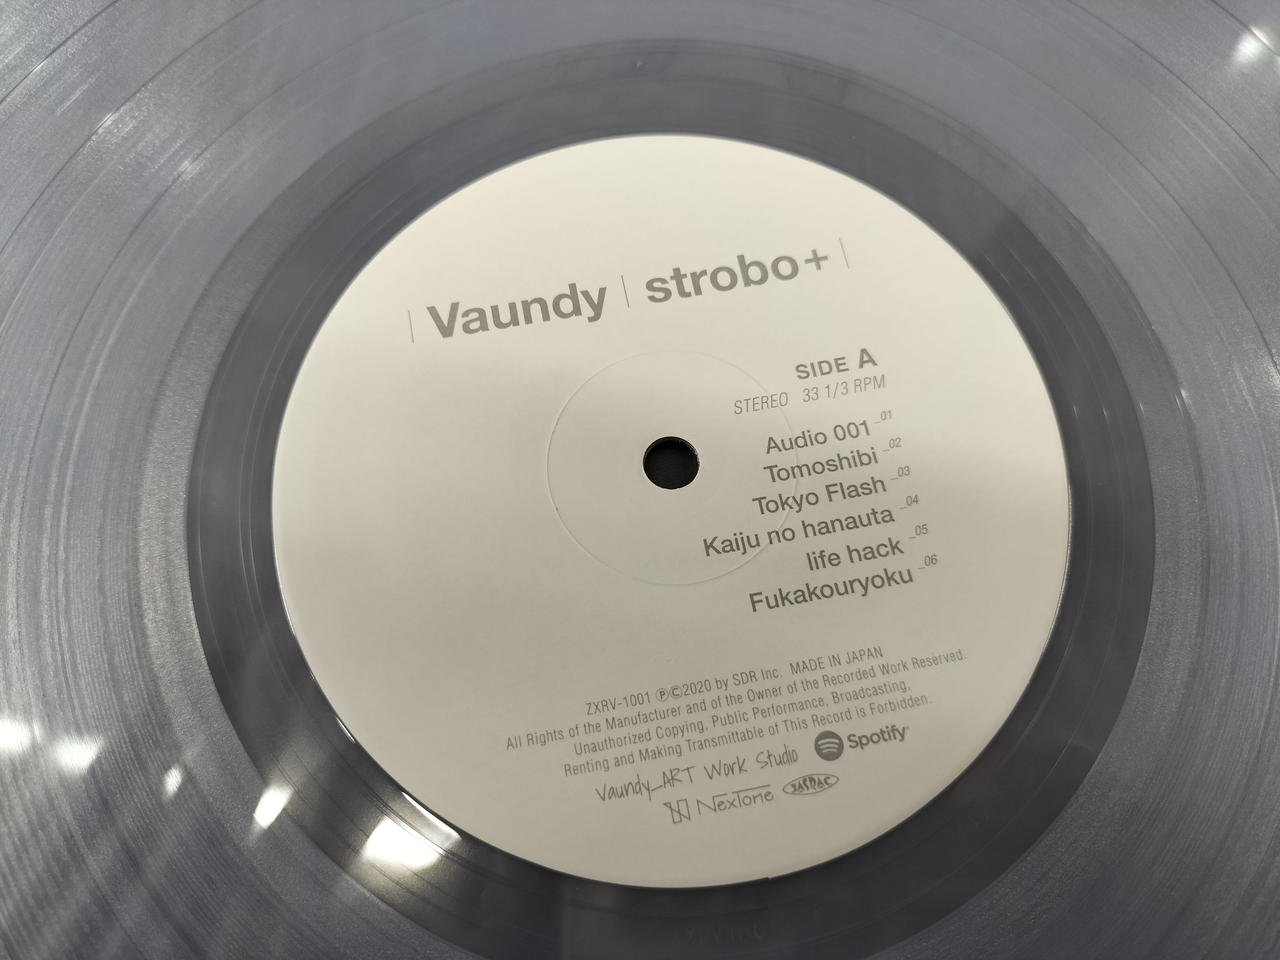 | Vaundy | strobo+ |
SIDE A
STEREO 33 1/3 RPM
Audio 001 _01
Tomoshibi _02
Tokyo Flash _03
Kaiju no hanauta _04
life hack _05
Fukakouryoku _06
ZXRV-1001 ℗©2020 by SDR Inc. MADE IN JAPAN
All Rights of the Manufacturer and of the Owner of the Recorded Work Reserved.
Unauthorized Copying, Public Performance, Broadcasting,
Renting and Making Transmittable of This Record is Forbidden.
Vaundy_ART Work Studio Spotify
NexTone JASRAC